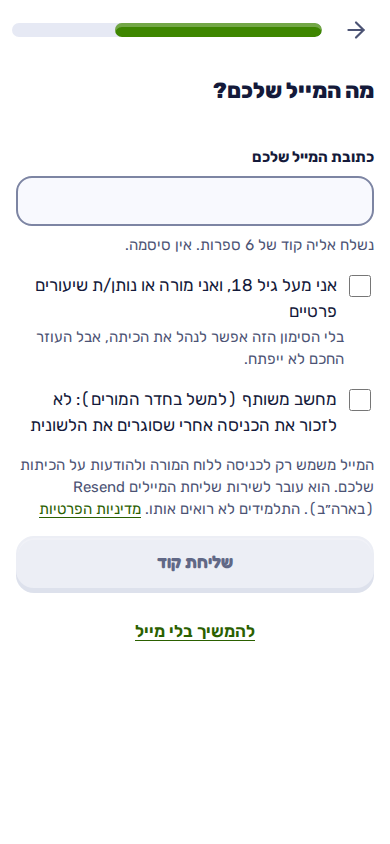 מה המייל שלכם?
כתובת המייל שלכם
נשלח אליה קוד של 6 ספרות. אין סיסמה.
אני מעל גיל 18, ואני מורה או נותן/ת שיעורים
פרטיים
בלי הסימון הזה אפשר לנהל את הכיתה, אבל העוזר
החכם לא ייפתח.
מחשב משותף (למשל בחדר המורים): לא
לזכור את הכניסה אחרי שסוגרים את הלשונית
המייל משמש רק לכניסה ללוח המורה ולהודעות על הכיתות
שלכם. הוא עובר לשירות שליחת המיילים Resend
(בארה״ב). התלמידים לא רואים אותו. מדיניות הפרטיות
שליחת קוד
להמשיך בלי מייל